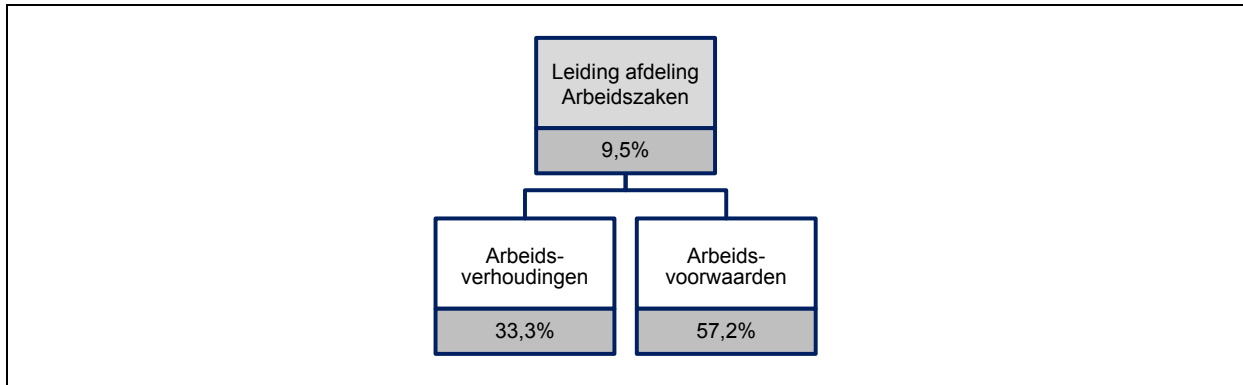 Leiding afdeling
Arbeidszaken
9,5%
Arbeids-
verhoudingen
33,3%
Arbeids-
voorwaarden
57,2%